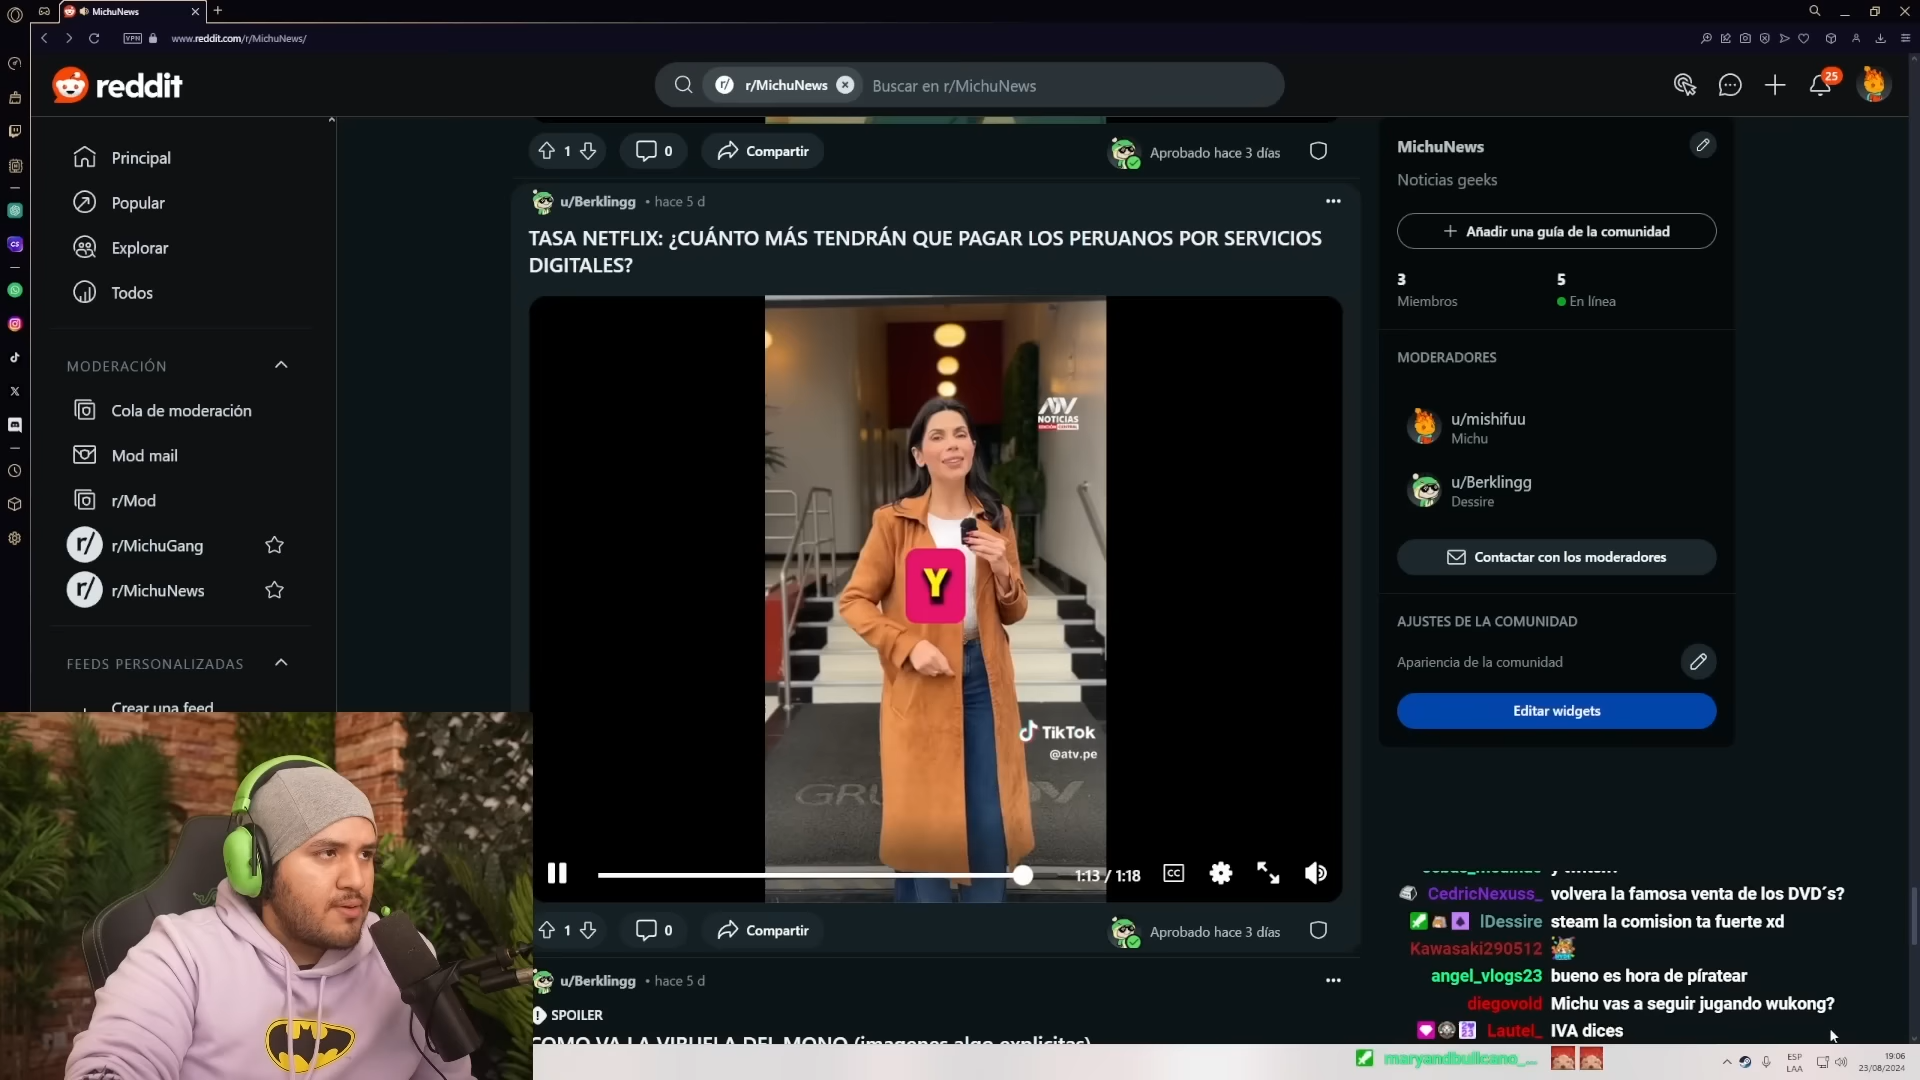 MichuNews
VPN
www.reddit.com/r/MichuNews/
reddit
r/ r/MichuNews
Buscar en r/MichuNews
25
Principal
Popular
Explorar
Todos
MODERACIÓN
Cola de moderación
Mod mail
r/Mod
r/ r/MichuGang
r/ r/MichuNews
FEEDS PERSONALIZADAS
Crear una feed
1
0
Compartir
Aprobado hace 3 días
u/Berklingg • hace 5 d
TASA NETFLIX: ¿CUÁNTO MÁS TENDRÁN QUE PAGAR LOS PERUANOS POR SERVICIOS
DIGITALES?
NOTICIAS
Y
TikTok
@atv.pe
1:13 / 1:18
CC
1
0
Compartir
Aprobado hace 3 días
u/Berklingg • hace 5 d
SPOILER
COMO VA LA VIRUELA DEL MONO (imagenes algo explicitas)
MichuNews
Noticias geeks
Añadir una guía de la comunidad
3
Miembros
5
En línea
MODERADORES
u/mishifuu
Michu
u/Berklingg
Dessire
Contactar con los moderadores
AJUSTES DE LA COMUNIDAD
Apariencia de la comunidad
Editar widgets
CedricNexuss_ volvera la famosa venta de los DVD´s?
lDessire steam la comision ta fuerte xd
Kawasaki290512
angel_vlogs23 bueno es hora de píratear
diegovold Michu vas a seguir jugando wukong?
Lautel_ IVA dices
ESP
LAA
19:06
23/08/2024
BATMAN